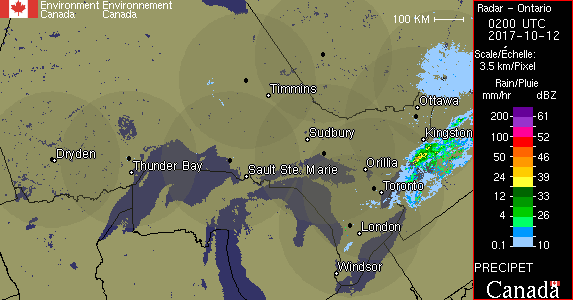 Environment Environnement
Canada Canada
100 KM
Radar - Ontario
0200 UTC
2017-10-12
Scale/Échelle:
3.5 km/Pixel
Rain/Pluie
mm/hr dBZ
200 61
100 52
50 46
24 39
12 33
4 26
0.1 10
PRECIPET
Canada
Timmins
Ottawa
Sudbury
Kingston
Dryden
Thunder Bay
Sault Ste. Marie
Orillia
Toronto
London
Windsor